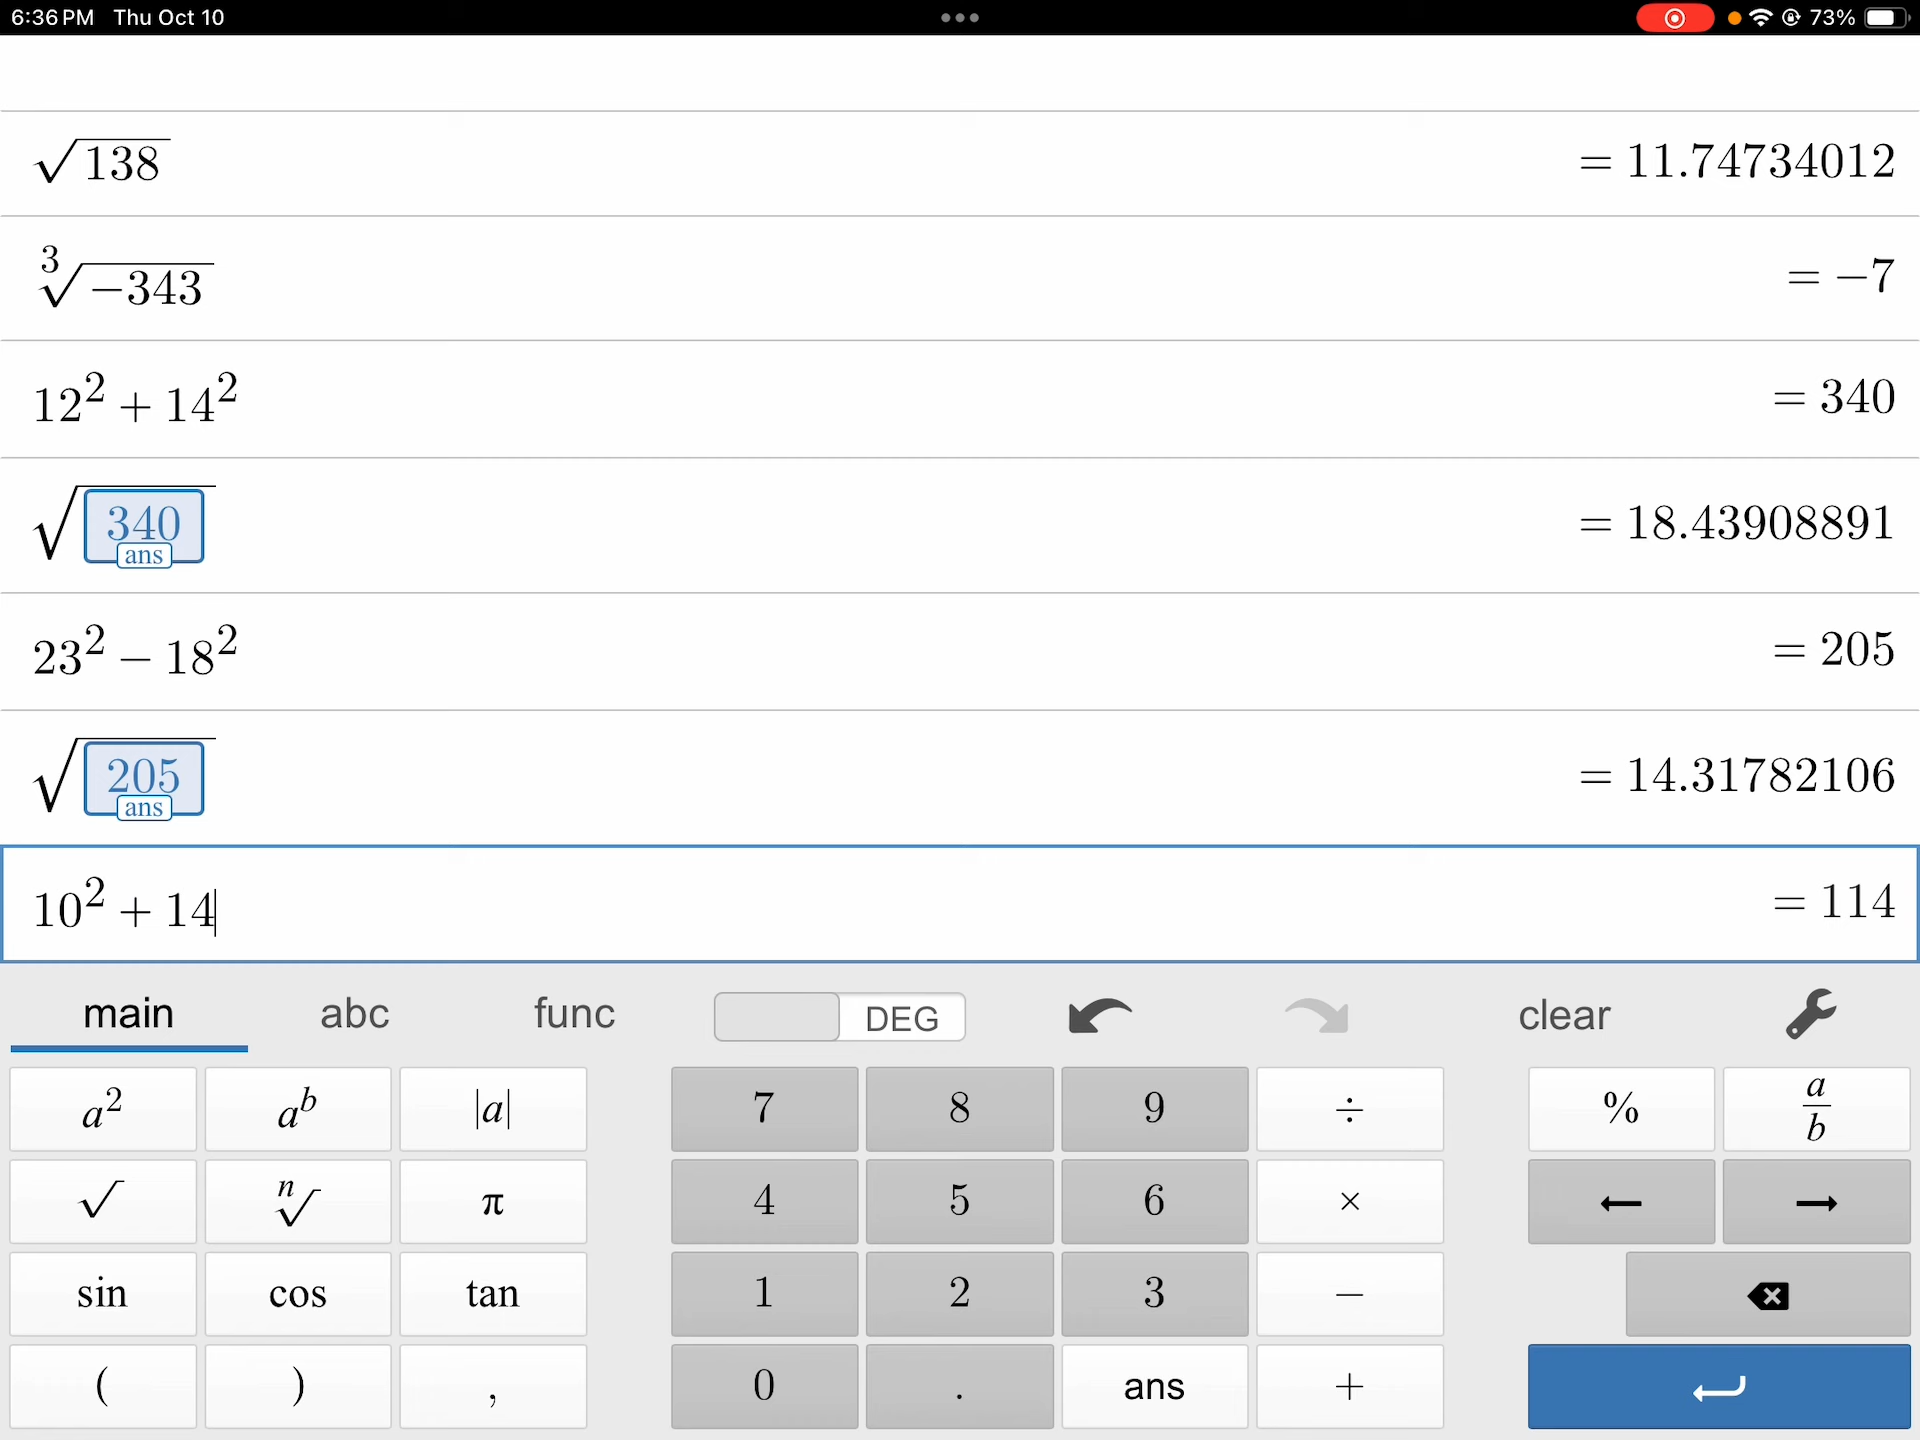 6:36 PM Thu Oct 10 73%
√138 = 11.74734012
³√−343 = −7
12² + 14² = 340
√340 ans = 18.43908891
23² − 18² = 205
√205 ans = 14.31782106
10² + 14 = 114
main abc func DEG clear
a² aᵇ |a| 7 8 9 ÷ % a/b
√ ⁿ√ π 4 5 6 × ← →
sin cos tan 1 2 3 −
( ) , 0 . ans +